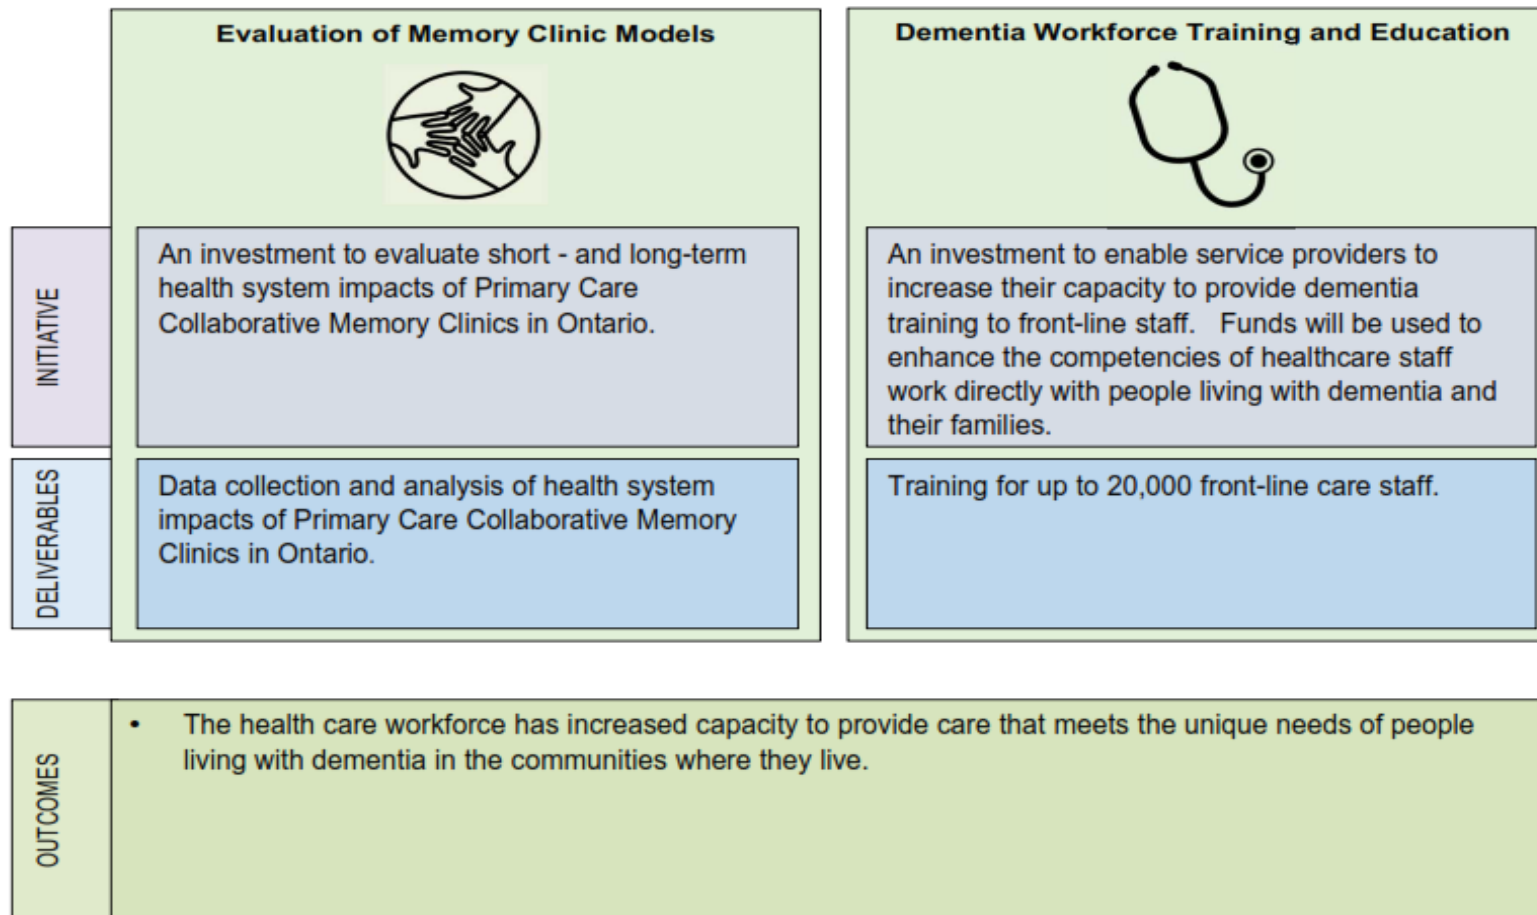 Evaluation of Memory Clinic Models
Dementia Workforce Training and Education
INITIATIVE
An investment to evaluate short - and long-term
health system impacts of Primary Care
Collaborative Memory Clinics in Ontario.
An investment to enable service providers to
increase their capacity to provide dementia
training to front-line staff.   Funds will be used to
enhance the competencies of healthcare staff
work directly with people living with dementia and
their families.
DELIVERABLES
Data collection and analysis of health system
impacts of Primary Care Collaborative Memory
Clinics in Ontario.
Training for up to 20,000 front-line care staff.
OUTCOMES
• The health care workforce has increased capacity to provide care that meets the unique needs of people
living with dementia in the communities where they live.